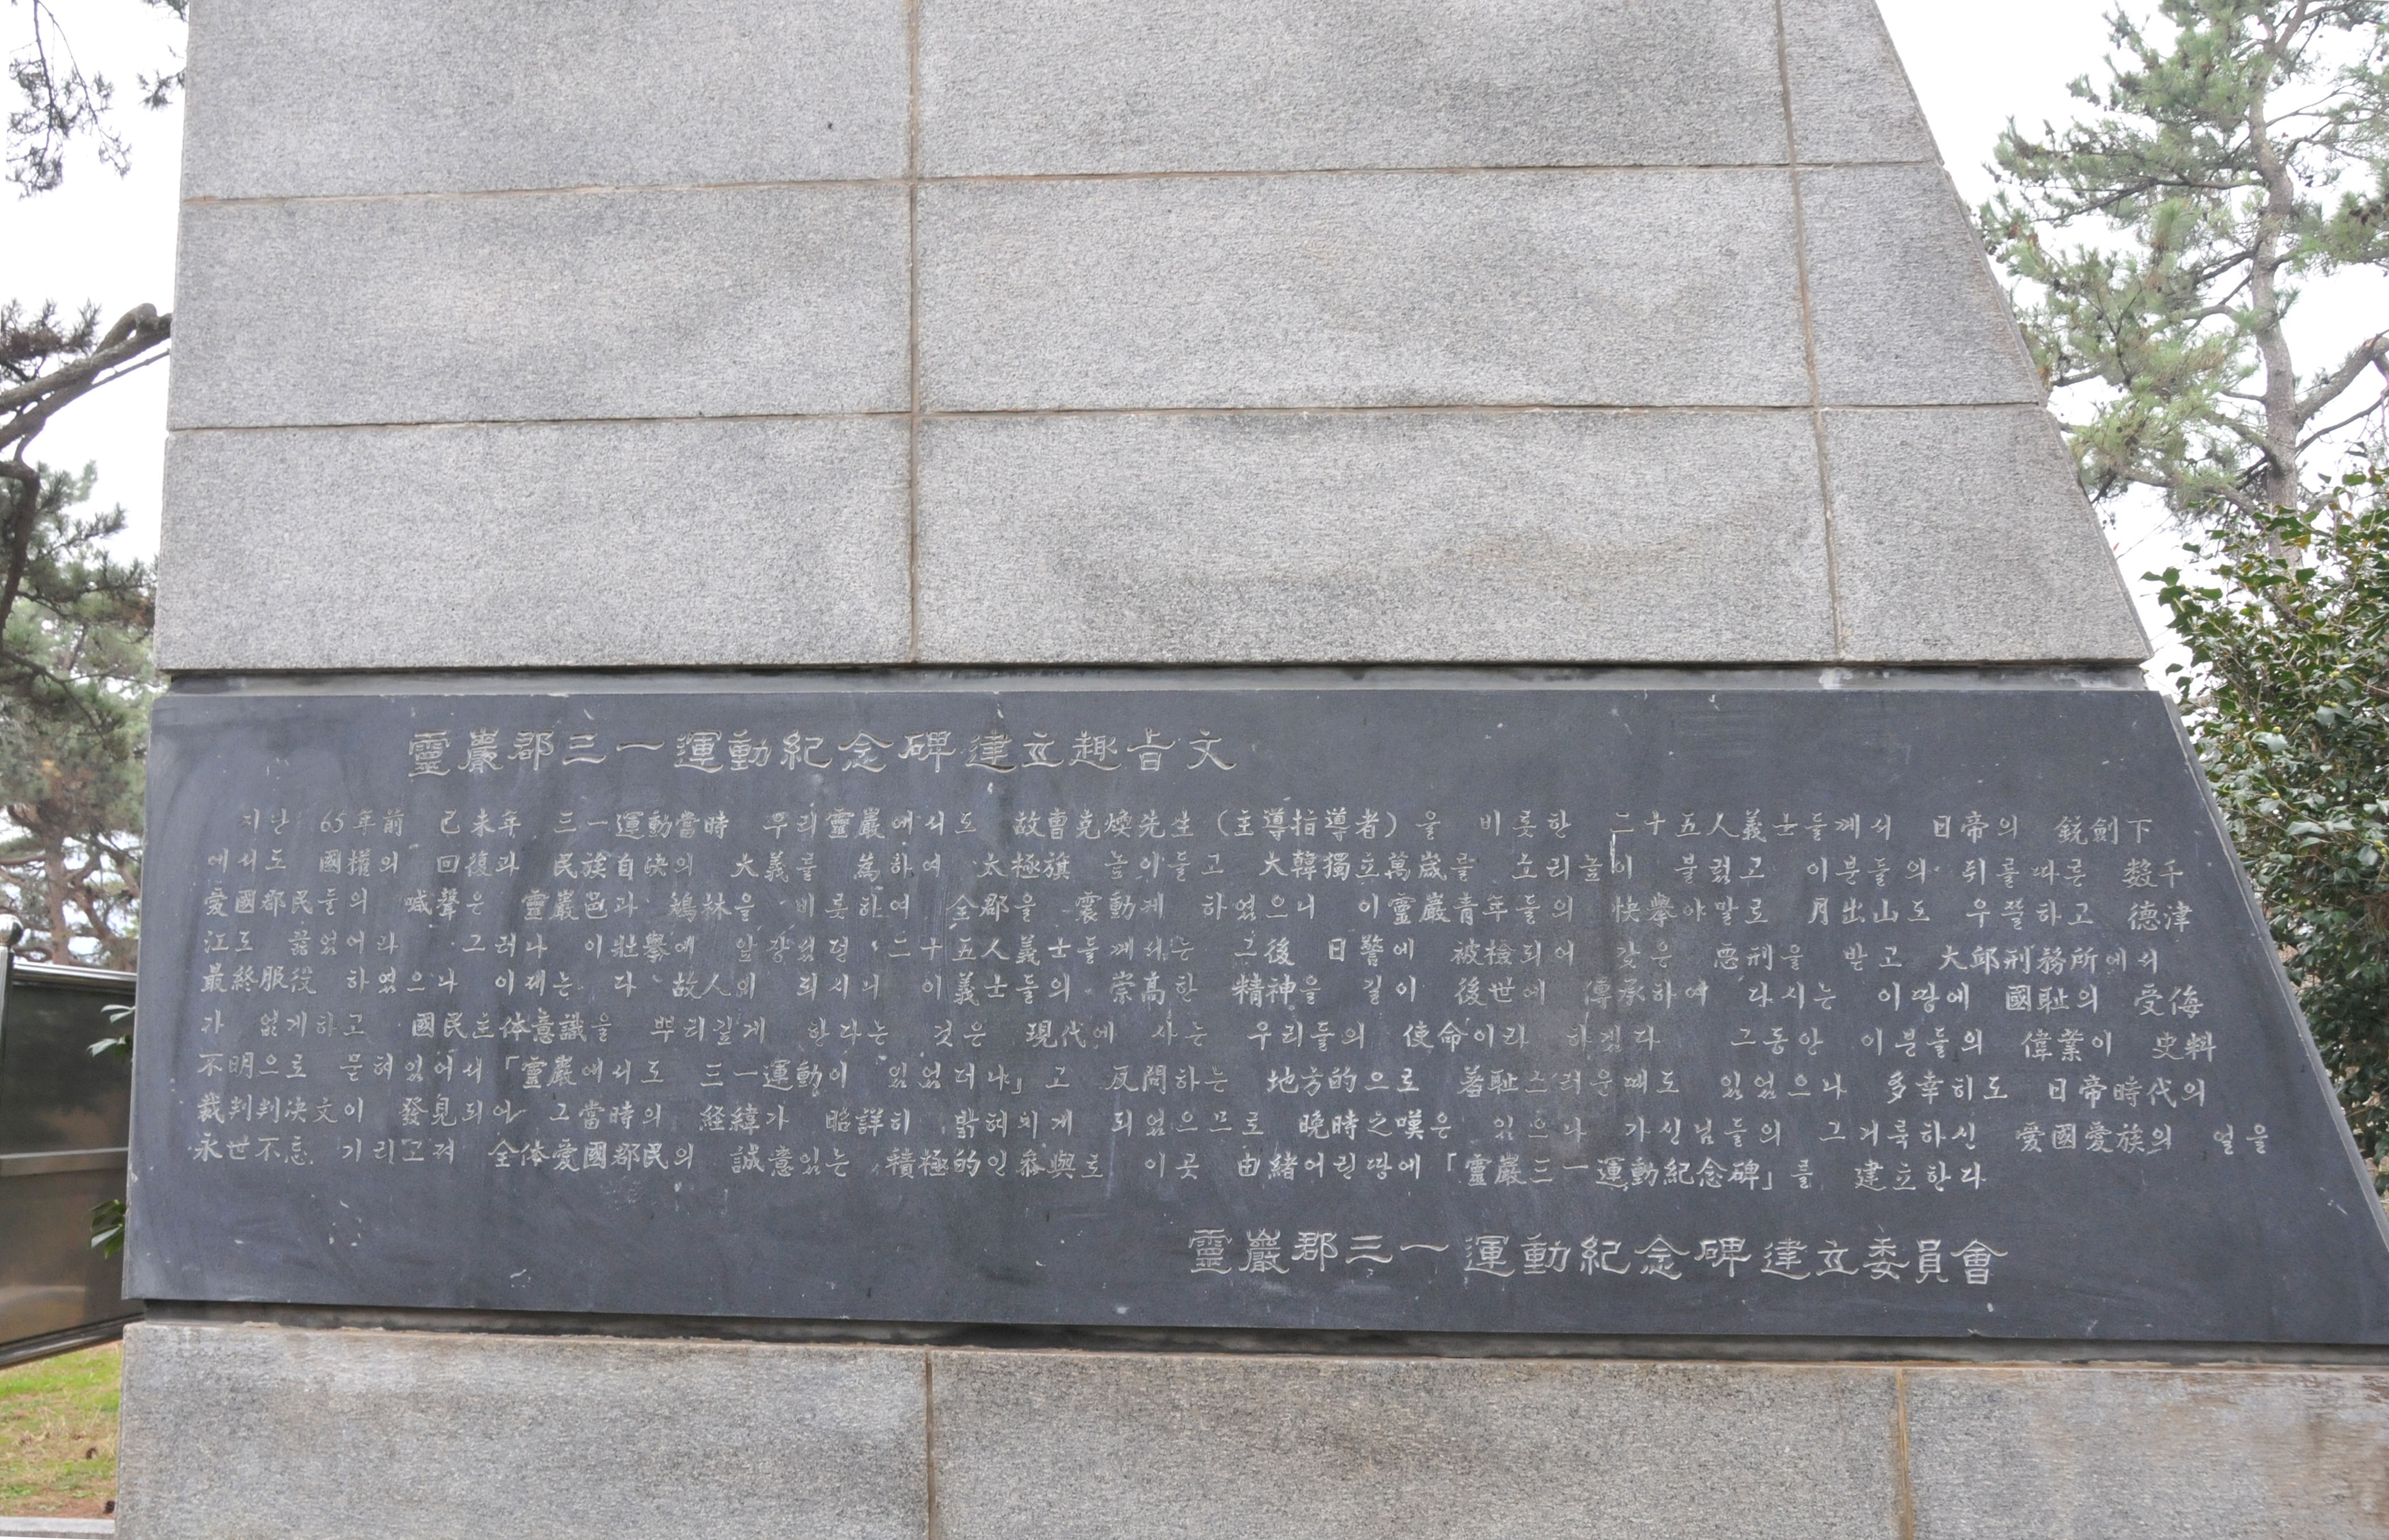 靈巖郡三一運動紀念碑建立趣旨文
지난 65年前 己未年 三一運動當時 우리靈巖에서도 故曺克煥先生(主導指導者)을 비롯한 二十五人義士들께서 日帝의 銃劍下
에서도 國權의 回復과 民族自决의 大義를 萬하여 太極旗 높이들고 大韓獨立萬歲를 소리높이 불렀고 이분들의 뒤를따른 数千
愛國郡民들의 喊聲은 靈巖邑과 鳩林을 비롯하여 全郡을 震動케 하였으니 이靈巖青年들의 快擧야말로 月出山도 우쭐하고 德津
江도 끓었어라 그러나 이壯擧에 앞장섰던 二十五人義士들께서는 그後 日警에 被檢되어 갖은 惡刑을 받고 大邱刑務所에서
最終服役 하였으나 이재는 다 故人이 되시의 이義士들의 崇高한 精神을 길이 後世에 傳承하여 다시는 이땅에 國耻의 受侮
가 없게하고 國民主体意識을 뿌리깊게 한다는 것은 現代에 사는 우리들의 使命이라 하겠다 그동안 이분들의 偉業이 史料
不明으로 묻혀있어서 「靈巖에서도 三一運動이 있었더냐」고 反問하는 地方的으로 羞耻스러운때도 있었으나 多幸히도 日帝時代의
裁判判决文이 發見되어 그當時의 経緯가 昭詳히 밝혀지게 되었으므로 晩時之嘆은 있으나 가신님들의 그거룩하신 愛國愛族의 얼을
永世不忘 기리고져 全体愛國郡民의 誠意있는 積極的인參與로 이곳 由緒어린땅에 「靈巖三一運動紀念碑」를 建立한다
靈巖郡三一運動紀念碑建立委員會